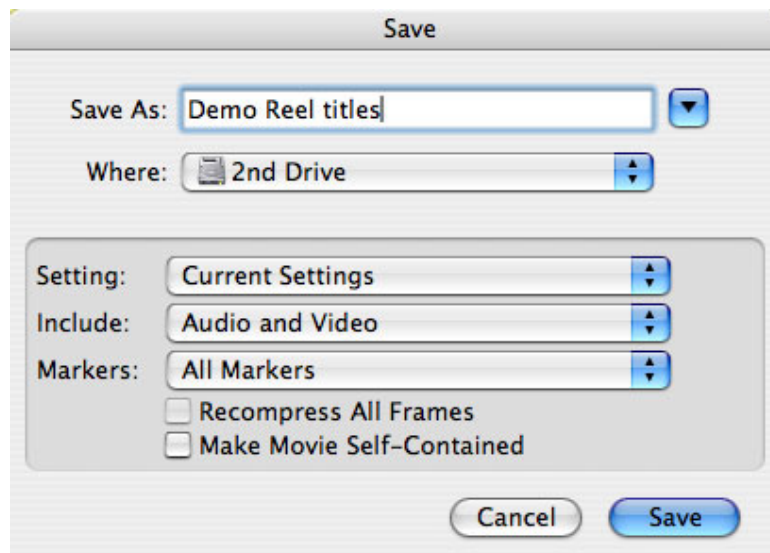 Save
Save As: Demo Reel titles
Where: 2nd Drive
Setting: Current Settings
Include: Audio and Video
Markers: All Markers
Recompress All Frames
Make Movie Self-Contained
Cancel Save